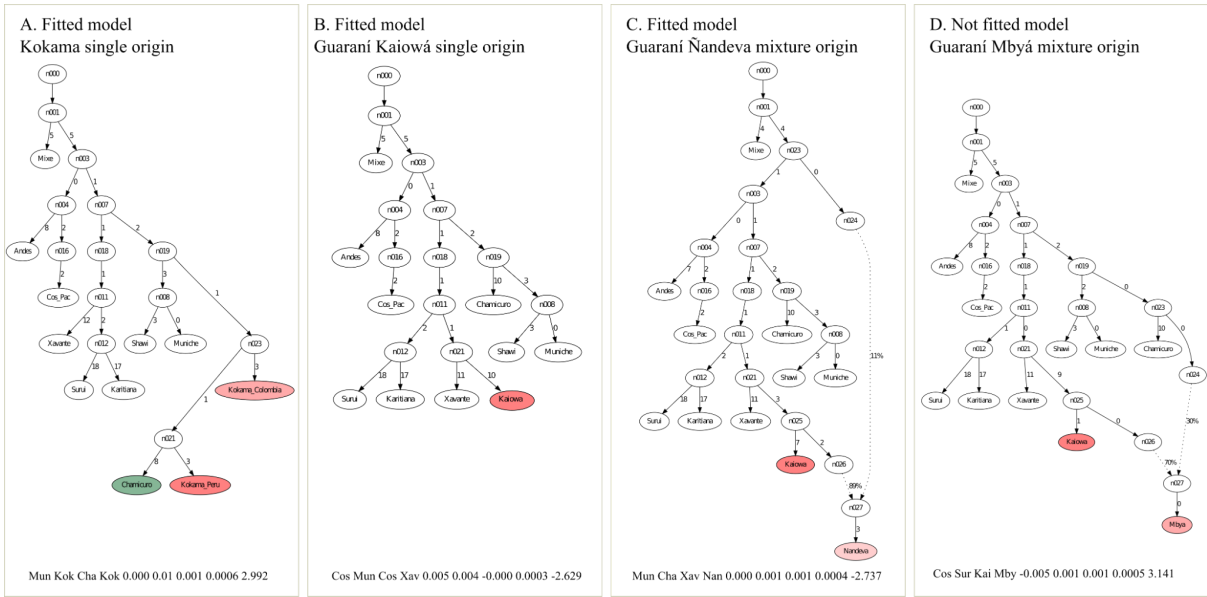 A. Fitted model
Kokama single origin
n000
n001
5 5
Mixe n003
0 1
n004 n007
8 2 1 2
Andes n016 n018 n019
2 1 3 1
Cos_Pac n011 n008
12 2 3 0
Xavante n012 Shawi Muniche n023
18 17 3
Surui Karitiana Kokama_Colombia
1
n021
8 3
Chamicuro Kokama_Peru
Mun Kok Cha Kok 0.000 0.01 0.001 0.0006 2.992
B. Fitted model
Guaraní Kaiowá single origin
n000
n001
5 5
Mixe n003
0 1
n004 n007
8 2 1 2
Andes n016 n018 n019
2 1 10 3
Cos_Pac n011 Chamicuro n008
2 1 3 0
n012 n021 Shawi Muniche
18 17 11 10
Surui Karitiana Xavante Kaiowa
Cos Mun Cos Xav 0.005 0.004 -0.000 0.0003 -2.629
C. Fitted model
Guaraní Ñandeva mixture origin
n000
n001
4 4
Mixe n023
1 0
n003
0 1 n024
n004 n007
7 2 1 2
Andes n016 n018 n019
2 1 10 3
Cos_Pac n011 Chamicuro n008
2 1 3 0 11%
n012 n021 Shawi Muniche
18 17 11 3
Surui Karitiana Xavante n025
7 2
Kaiowa n026
89%
n027
3
Nandeva
Mun Cha Xav Nan 0.000 0.001 0.001 0.0004 -2.737
D. Not fitted model
Guaraní Mbyá mixture origin
n000
n001
5 5
Mixe n003
0 1
n004 n007
8 2 1 2
Andes n016 n018 n019
2 1 2 0
Cos_Pac n011 n008 n023
1 0 3 0 10 0
n012 n021 Shawi Muniche Chamicuro
18 17 11 9 n024
Surui Karitiana Xavante n025
1 0 30%
Kaiowa n026
70%
n027
0
Mbya
Cos Sur Kai Mby -0.005 0.001 0.001 0.0005 3.141